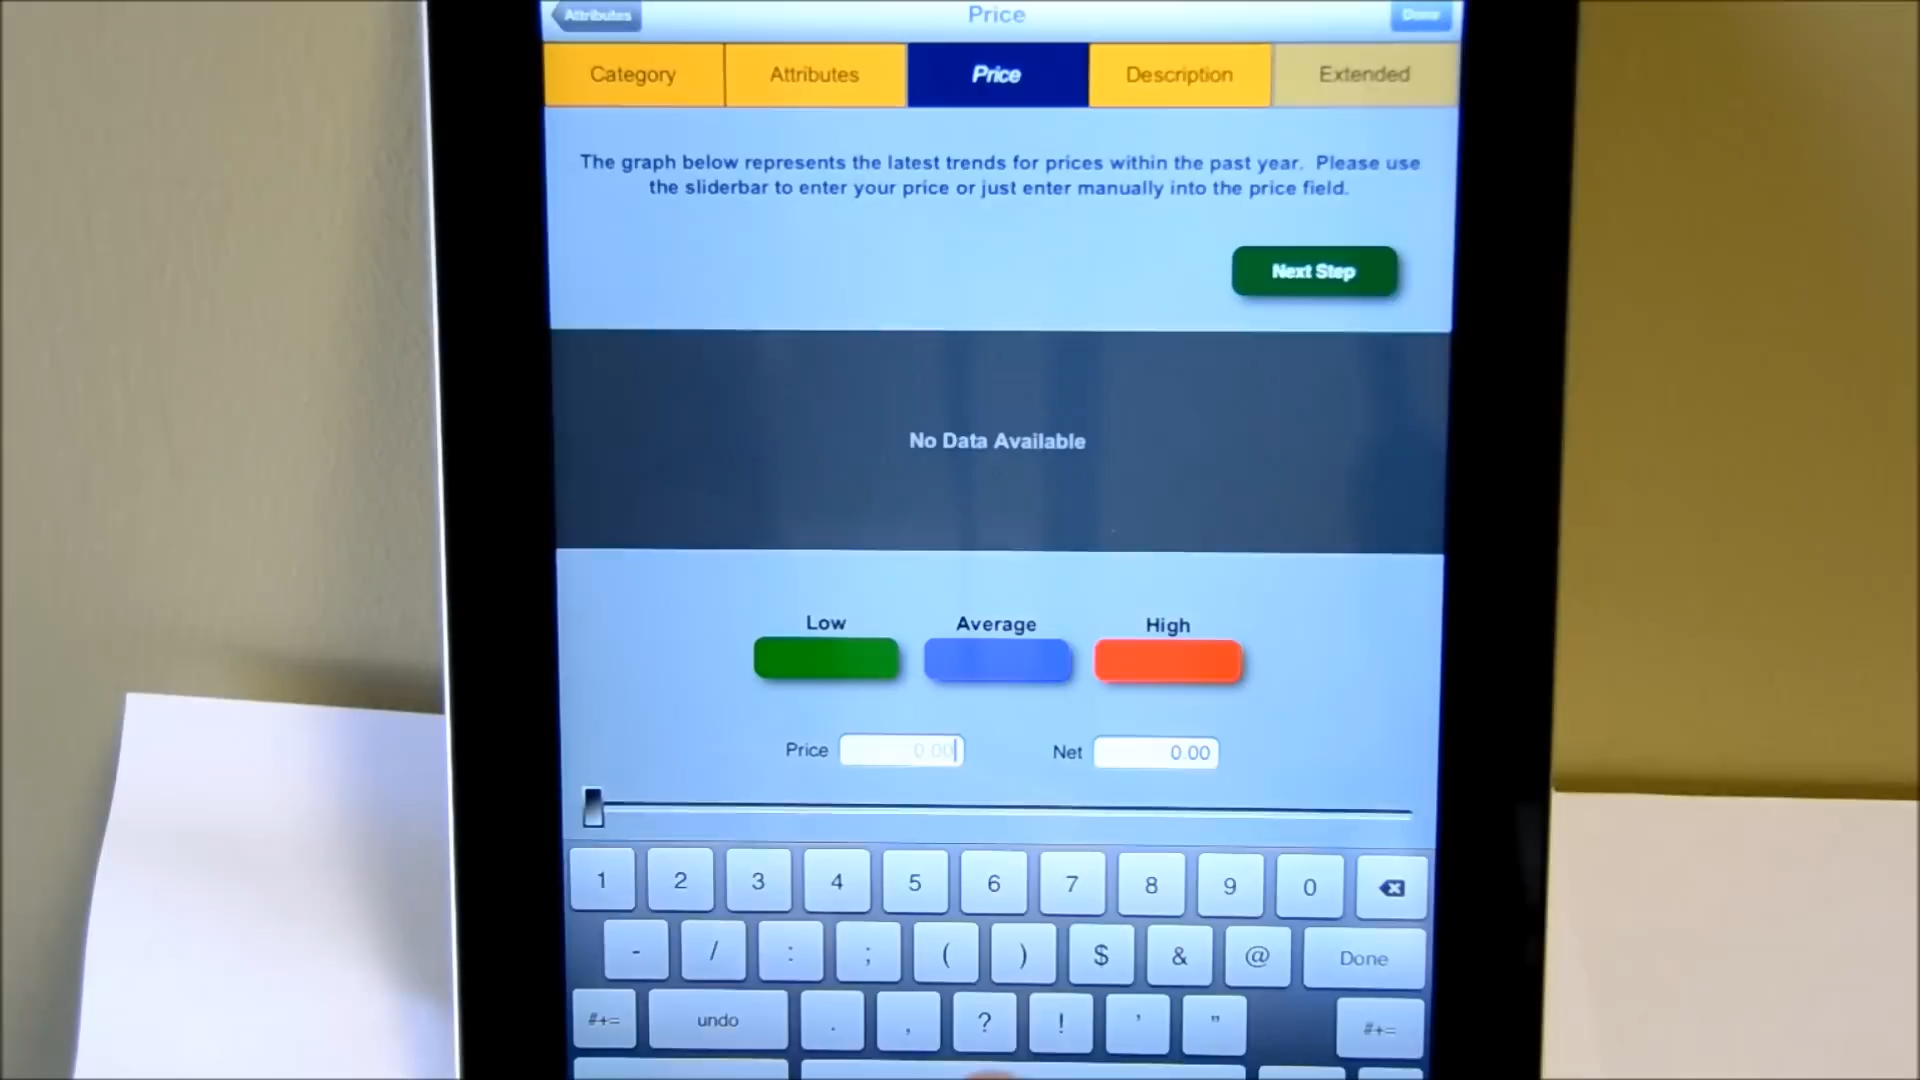 Attributes
Price
Done
Category
Attributes
Price
Description
Extended
The graph below represents the latest trends for prices within the past year. Please use
the sliderbar to enter your price or just enter manually into the price field.
Next Step
No Data Available
Low
Average
High
Price
0.00
Net
0.00
1 2 3 4 5 6 7 8 9 0
- / : ; ( ) $ & @ Done
#+= undo . , ? ! ' " #+=